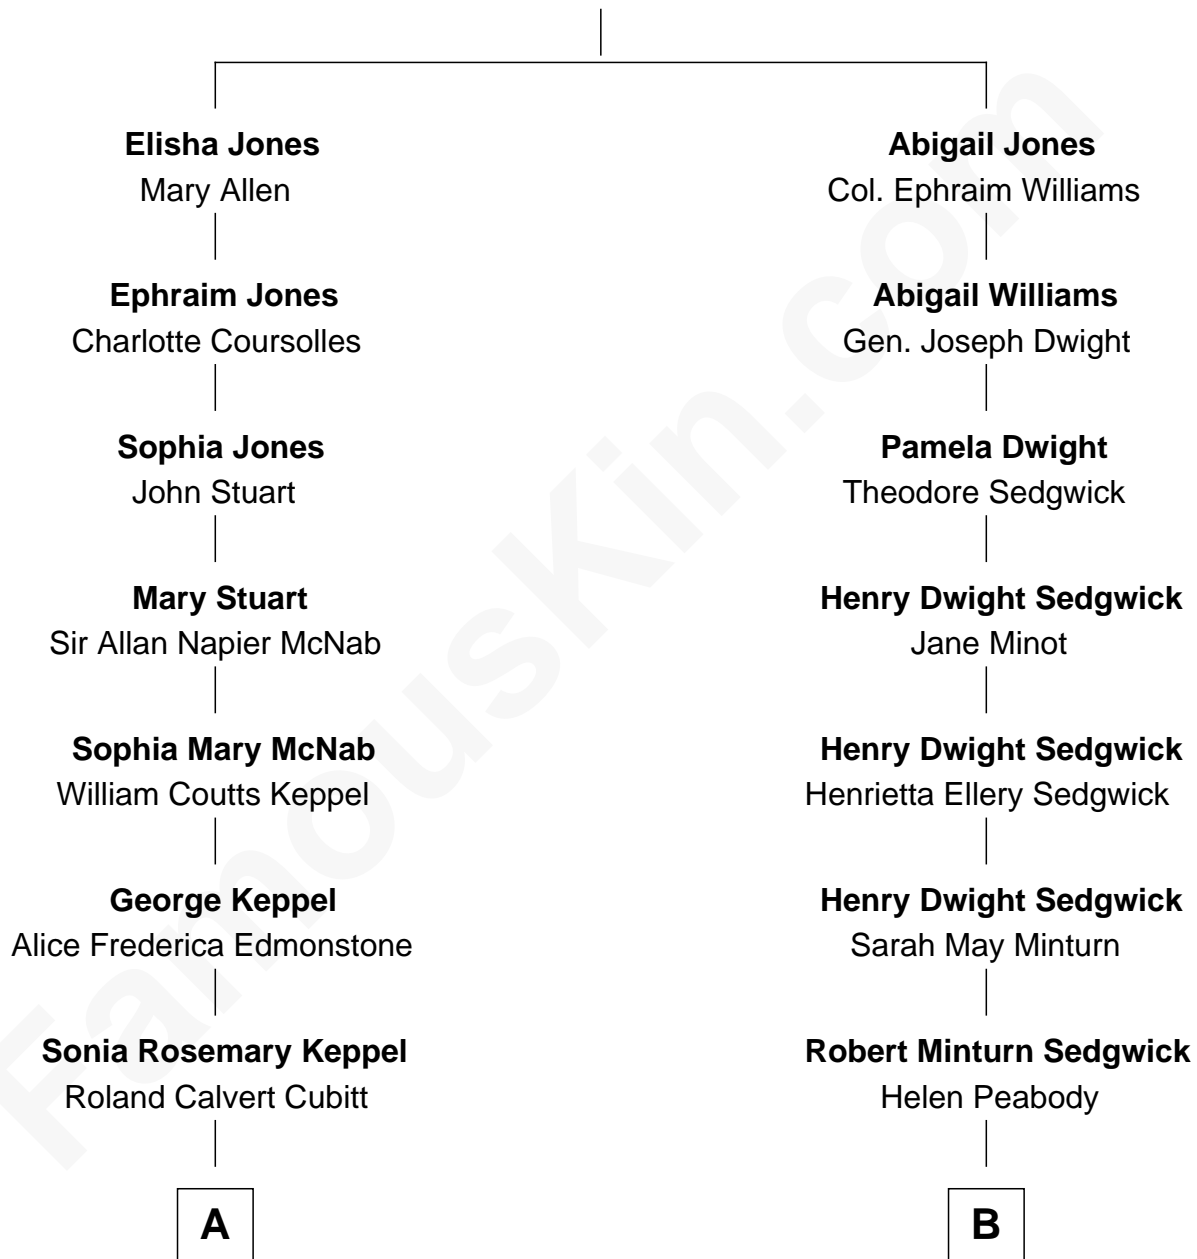 Elisha Jones
Mary Allen
Abigail Jones
Col. Ephraim Williams
Ephraim Jones
Charlotte Coursolles
Abigail Williams
Gen. Joseph Dwight
Sophia Jones
John Stuart
Pamela Dwight
Theodore Sedgwick
Mary Stuart
Sir Allan Napier McNab
Henry Dwight Sedgwick
Jane Minot
Sophia Mary McNab
William Coutts Keppel
Henry Dwight Sedgwick
Henrietta Ellery Sedgwick
George Keppel
Alice Frederica Edmonstone
Henry Dwight Sedgwick
Sarah May Minturn
Sonia Rosemary Keppel
Roland Calvert Cubitt
Robert Minturn Sedgwick
Helen Peabody
A
B
FamousKin.com